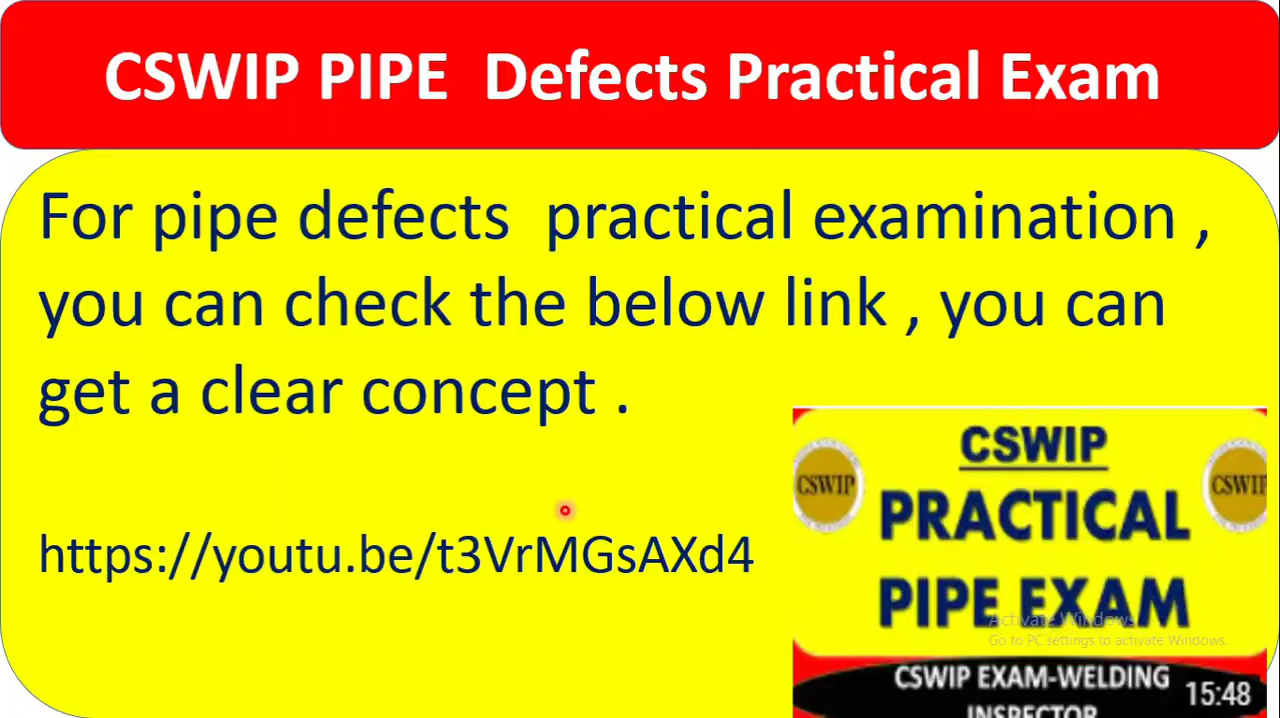 CSWIP PIPE Defects Practical Exam
For pipe defects practical examination ,
you can check the below link , you can
get a clear concept .
https://youtu.be/t3VrMGsAXd4
CSWIP
CSWIP
CSWIP
PRACTICAL
PIPE EXAM
Activate Windows
Go to PC settings to activate Windows.
CSWIP EXAM-WELDING
INSPECTOR
15:48